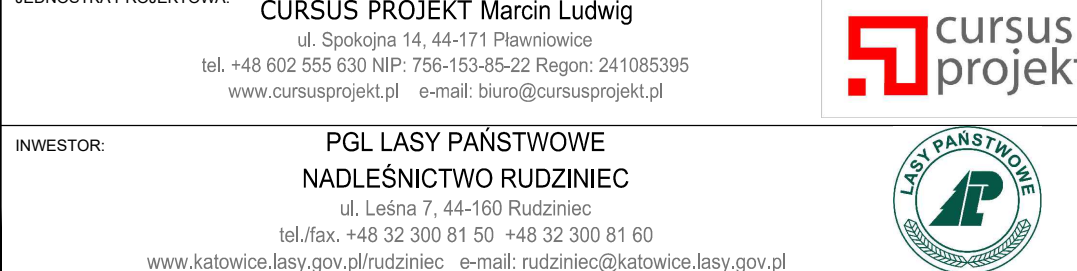 JEDNOSTKA PROJEKTOWA:
CURSUS PROJEKT Marcin Ludwig
ul. Spokojna 14, 44-171 Pławniowice
tel. +48 602 555 630 NIP: 756-153-85-22 Regon: 241085395
www.cursusprojekt.pl e-mail: biuro@cursusprojekt.pl
cursus
projekt
INWESTOR:
PGL LASY PAŃSTWOWE
NADLEŚNICTWO RUDZINIEC
ul. Leśna 7, 44-160 Rudziniec
tel./fax. +48 32 300 81 50 +48 32 300 81 60
www.katowice.lasy.gov.pl/rudziniec e-mail: rudziniec@katowice.lasy.gov.pl
LASY PAŃSTWOWE